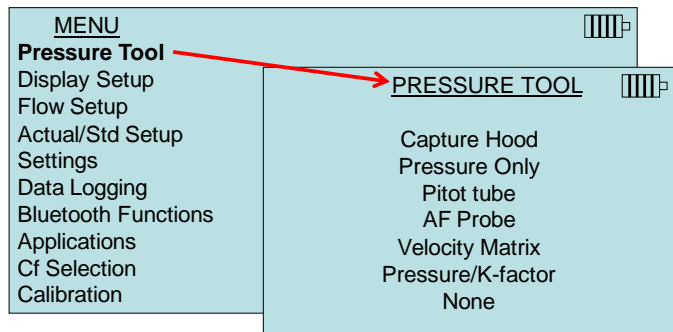 MENU
Pressure Tool
Display Setup
Flow Setup
Actual/Std Setup
Settings
Data Logging
Bluetooth Functions
Applications
Cf Selection
Calibration
PRESSURE TOOL
Capture Hood
Pressure Only
Pitot tube
AF Probe
Velocity Matrix
Pressure/K-factor
None